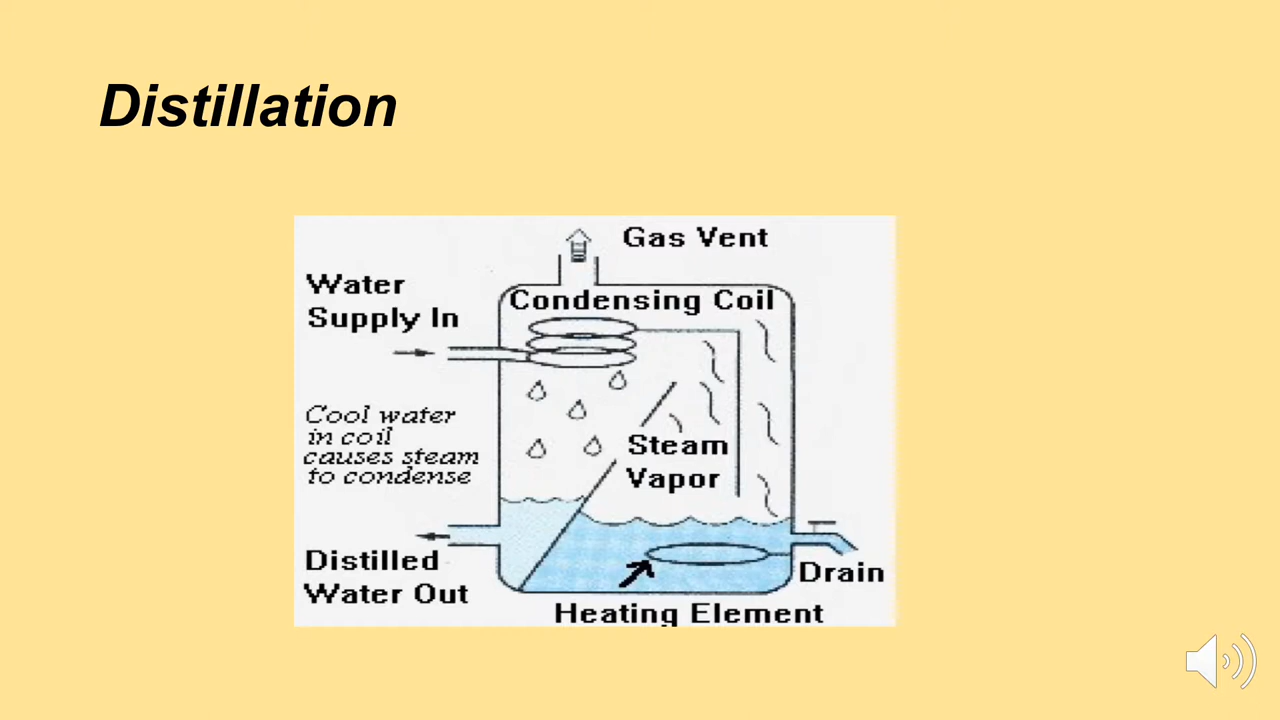 Distillation
Gas Vent
Water
Supply In
Condensing Coil
Cool water
in coil
causes steam
to condense
Steam
Vapor
Distilled
Water Out
Drain
Heating Element